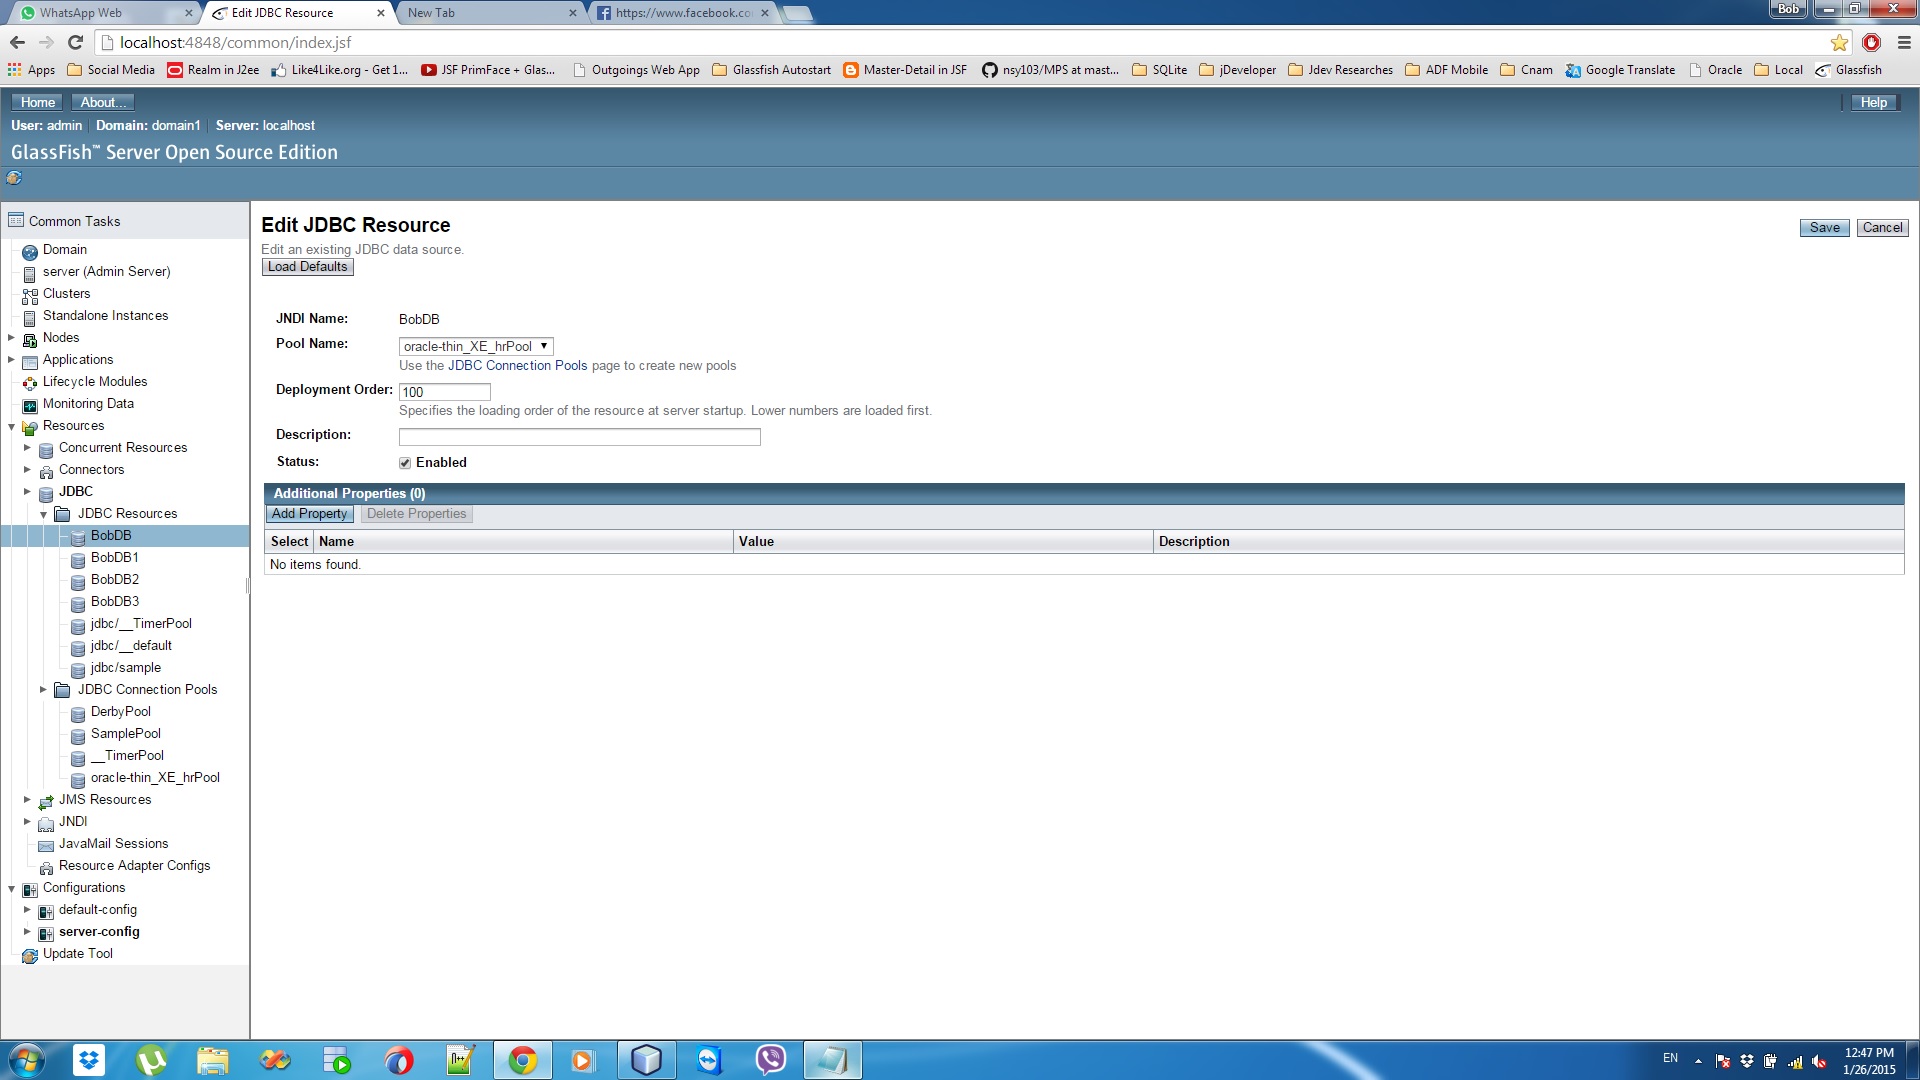 WhatsApp Web
Edit JDBC Resource
New Tab
https://www.facebook.co
Bob
localhost:4848/common/index.jsf
Apps
Social Media
Realm in J2ee
Like4Like.org - Get 1...
JSF PrimFace + Glas...
Outgoings Web App
Glassfish Autostart
Master-Detail in JSF
nsy103/MPS at mast...
SQLite
jDeveloper
Jdev Researches
ADF Mobile
Cnam
Google Translate
Oracle
Local
Glassfish
Home
About...
Help
User: admin
Domain: domain1
Server: localhost
GlassFish™ Server Open Source Edition
Common Tasks
Domain
server (Admin Server)
Clusters
Standalone Instances
Nodes
Applications
Lifecycle Modules
Monitoring Data
Resources
Concurrent Resources
Connectors
JDBC
JDBC Resources
BobDB
BobDB1
BobDB2
BobDB3
jdbc/__TimerPool
jdbc/__default
jdbc/sample
JDBC Connection Pools
DerbyPool
SamplePool
__TimerPool
oracle-thin_XE_hrPool
JMS Resources
JNDI
JavaMail Sessions
Resource Adapter Configs
Configurations
default-config
server-config
Update Tool
Edit JDBC Resource
Save
Cancel
Edit an existing JDBC data source.
Load Defaults
JNDI Name: BobDB
Pool Name: oracle-thin_XE_hrPool
Use the JDBC Connection Pools page to create new pools
Deployment Order: 100
Specifies the loading order of the resource at server startup. Lower numbers are loaded first.
Description:
Status: Enabled
Additional Properties (0)
Add Property
Delete Properties
Select
Name
Value
Description
No items found.
EN
12:47 PM
1/26/2015